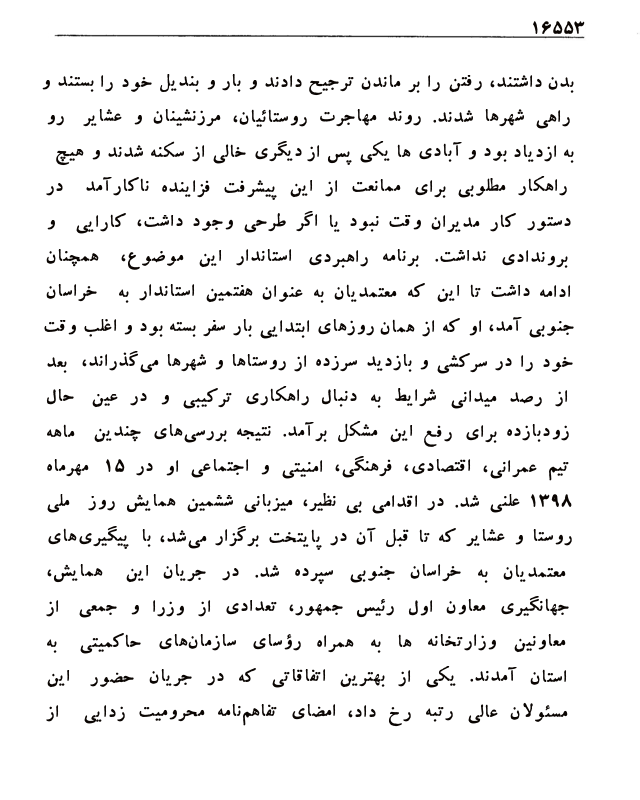 ۱۶۵۵۳
بدن داشتند، رفتن را بر ماندن ترجیح دادند و بار و بندیل خود را بستند و
راهی شهرها شدند. روند مهاجرت روستائیان، مرزنشینان و عشایر رو
به ازدیاد بود و آبادی ها یکی پس از دیگری خالی از سکنه شدند و هیچ
راهکار مطلوبی برای ممانعت از این پیشرفت فزاینده ناکارآمد در
دستور کار مدیران وقت نبود یا اگر طرحی وجود داشت، کارایی و
بروندادی نداشت. برنامه راهبردی استاندار این موضوع، همچنان
ادامه داشت تا این که معتمدیان به عنوان هفتمین استاندار به خراسان
جنوبی آمد، او که از همان روزهای ابتدایی بار سفر بسته بود و اغلب وقت
خود را در سرکشی و بازدید سرزده از روستاها و شهرها می‌گذراند، بعد
از رصد میدانی شرایط به دنبال راهکاری ترکیبی و در عین حال
زودبازده برای رفع این مشکل برآمد. نتیجه بررسی‌های چندین ماهه
تیم عمرانی، اقتصادی، فرهنگی، امنیتی و اجتماعی او در ۱۵ مهرماه
۱۳۹۸ علنی شد. در اقدامی بی نظیر، میزبانی ششمین همایش روز ملی
روستا و عشایر که تا قبل آن در پایتخت برگزار می‌شد، با پیگیری‌های
معتمدیان به خراسان جنوبی سپرده شد. در جریان این همایش،
جهانگیری معاون اول رئیس جمهور، تعدادی از وزرا و جمعی از
معاونین وزارتخانه ها به همراه رؤسای سازمان‌های حاکمیتی به
استان آمدند. یکی از بهترین اتفاقاتی که در جریان حضور این
مسئولان عالی رتبه رخ داد، امضای تفاهم‌نامه محرومیت زدایی از